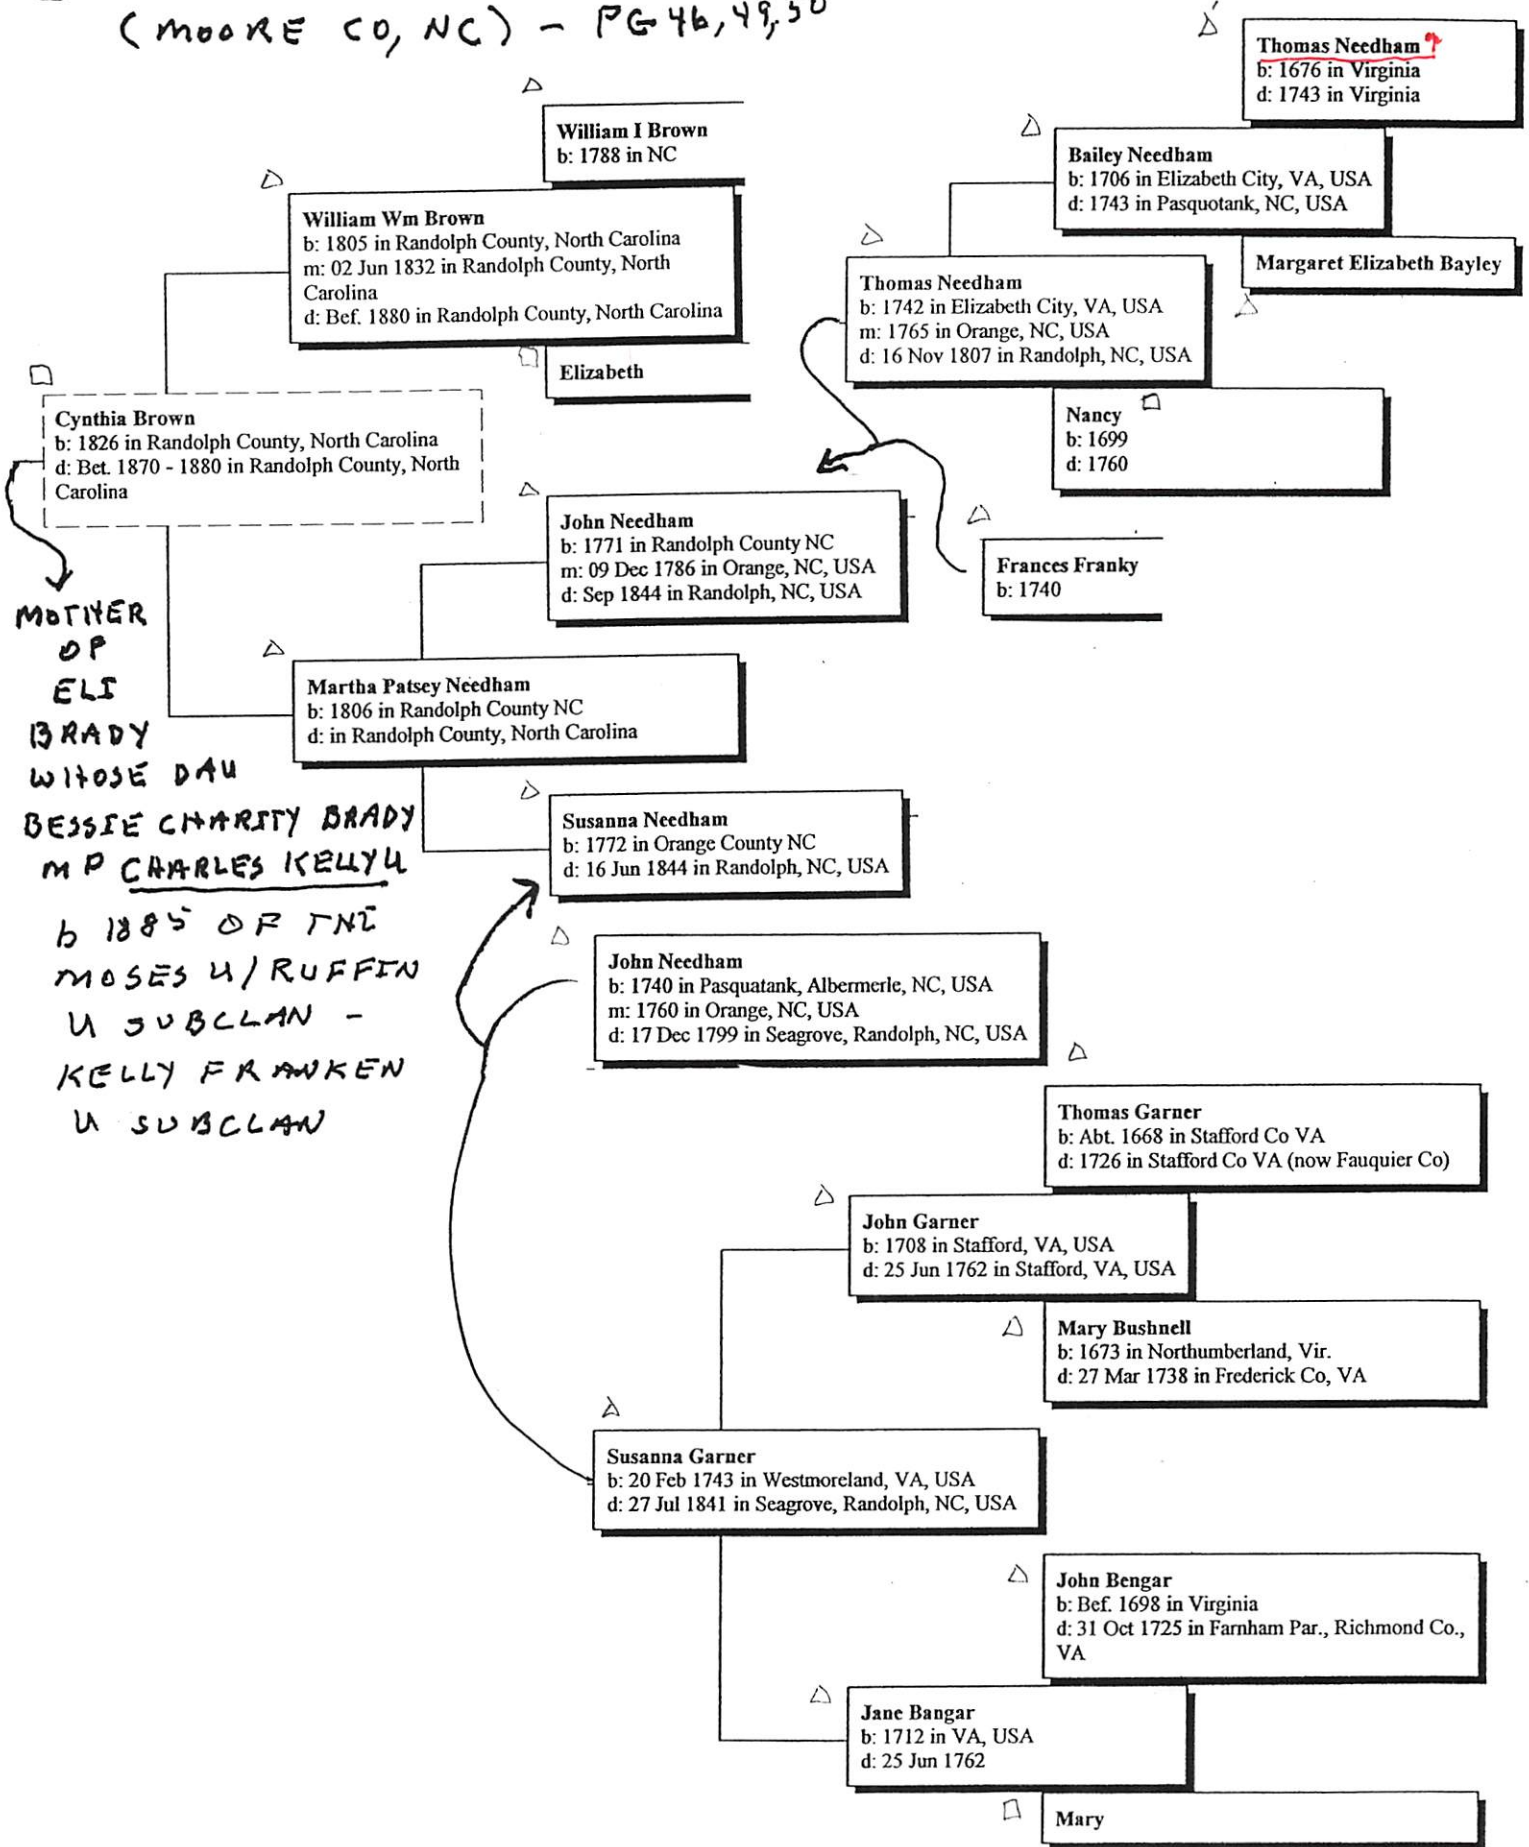 (MOORE CO, NC) - PG 46, 49, 50
Thomas Needham
b: 1676 in Virginia
d: 1743 in Virginia
William I Brown
b: 1788 in NC
Bailey Needham
b: 1706 in Elizabeth City, VA, USA
d: 1743 in Pasquotank, NC, USA
William Wm Brown
b: 1805 in Randolph County, North Carolina
m: 02 Jun 1832 in Randolph County, North
Carolina
d: Bef. 1880 in Randolph County, North Carolina
Margaret Elizabeth Bayley
Thomas Needham
b: 1742 in Elizabeth City, VA, USA
m: 1765 in Orange, NC, USA
d: 16 Nov 1807 in Randolph, NC, USA
Elizabeth
Cynthia Brown
b: 1826 in Randolph County, North Carolina
d: Bet. 1870 - 1880 in Randolph County, North
Carolina
Nancy
b: 1699
d: 1760
John Needham
b: 1771 in Randolph County NC
m: 09 Dec 1786 in Orange, NC, USA
d: Sep 1844 in Randolph, NC, USA
Frances Franky
b: 1740
MOTHER
OF
ELI
BRADY
WHOSE DAU
BESSIE CHARITY BRADY
M P CHARLES KELLY U
b 1885 OF THE
MOSES U/RUFFIN
U SUBCLAN -
KELLY FRANKEN
U SUBCLAN
Martha Patsey Needham
b: 1806 in Randolph County NC
d: in Randolph County, North Carolina
Susanna Needham
b: 1772 in Orange County NC
d: 16 Jun 1844 in Randolph, NC, USA
John Needham
b: 1740 in Pasquatank, Albermerle, NC, USA
m: 1760 in Orange, NC, USA
d: 17 Dec 1799 in Seagrove, Randolph, NC, USA
Thomas Garner
b: Abt. 1668 in Stafford Co VA
d: 1726 in Stafford Co VA (now Fauquier Co)
John Garner
b: 1708 in Stafford, VA, USA
d: 25 Jun 1762 in Stafford, VA, USA
Mary Bushnell
b: 1673 in Northumberland, Vir.
d: 27 Mar 1738 in Frederick Co, VA
Susanna Garner
b: 20 Feb 1743 in Westmoreland, VA, USA
d: 27 Jul 1841 in Seagrove, Randolph, NC, USA
John Bengar
b: Bef. 1698 in Virginia
d: 31 Oct 1725 in Farnham Par., Richmond Co.,
VA
Jane Bangar
b: 1712 in VA, USA
d: 25 Jun 1762
Mary